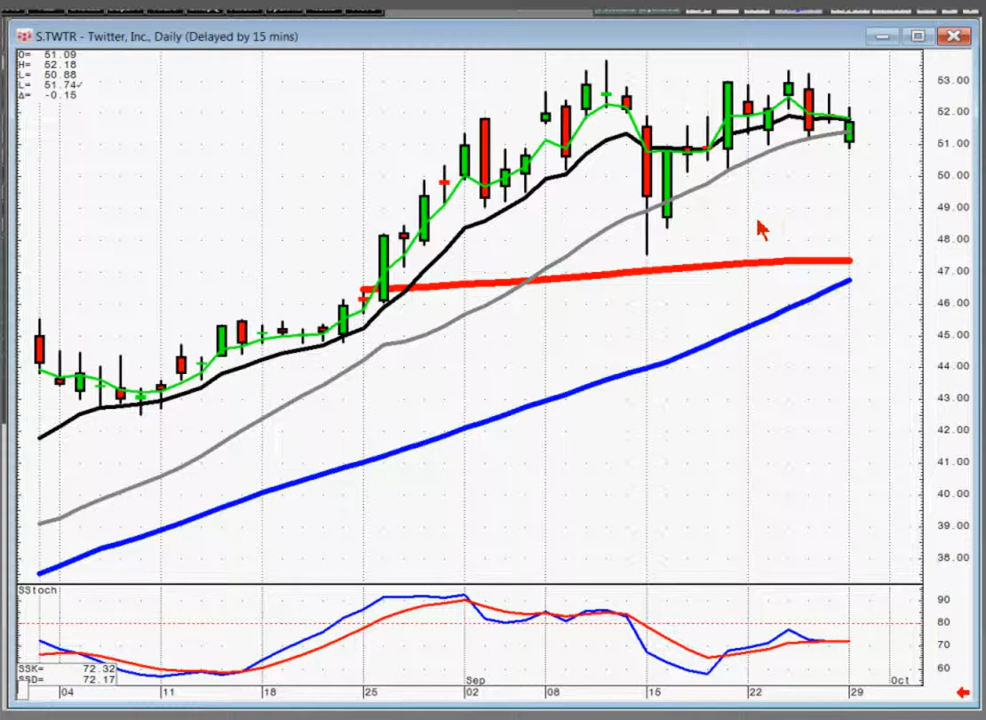 S.TWTR - Twitter, Inc., Daily (Delayed by 15 mins)
O= 51.09
H= 52.18
L= 50.88
L= 51.74
Δ= -0.15
53.00
52.00
51.00
50.00
49.00
48.00
47.00
46.00
45.00
44.00
43.00
42.00
41.00
40.00
39.00
38.00
SStoch
90
80
70
60
SSK= 72.32
SSD= 72.17
Sep
Oct
04 11 18 25 02 08 15 22 29